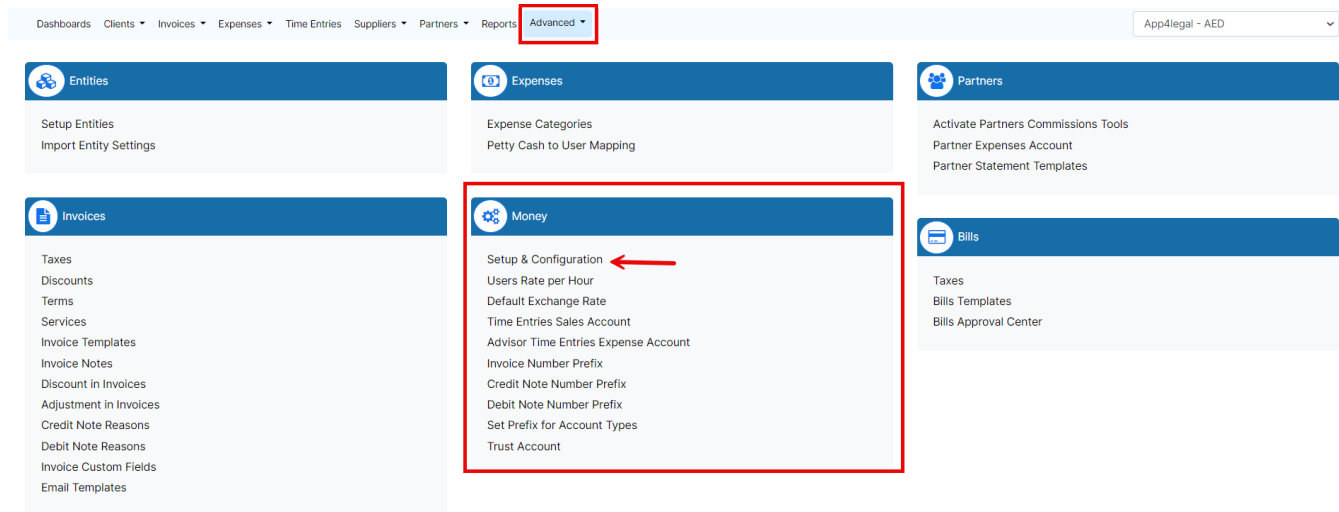 Dashboards Clients Invoices Expenses Time Entries Suppliers Partners Reports Advanced App4legal - AED
Entities
Setup Entities
Import Entity Settings
Expenses
Expense Categories
Petty Cash to User Mapping
Partners
Activate Partners Commissions Tools
Partner Expenses Account
Partner Statement Templates
Invoices
Taxes
Discounts
Terms
Services
Invoice Templates
Invoice Notes
Discount in Invoices
Adjustment in Invoices
Credit Note Reasons
Debit Note Reasons
Invoice Custom Fields
Email Templates
Money
Setup & Configuration
Users Rate per Hour
Default Exchange Rate
Time Entries Sales Account
Advisor Time Entries Expense Account
Invoice Number Prefix
Credit Note Number Prefix
Debit Note Number Prefix
Set Prefix for Account Types
Trust Account
Bills
Taxes
Bills Templates
Bills Approval Center